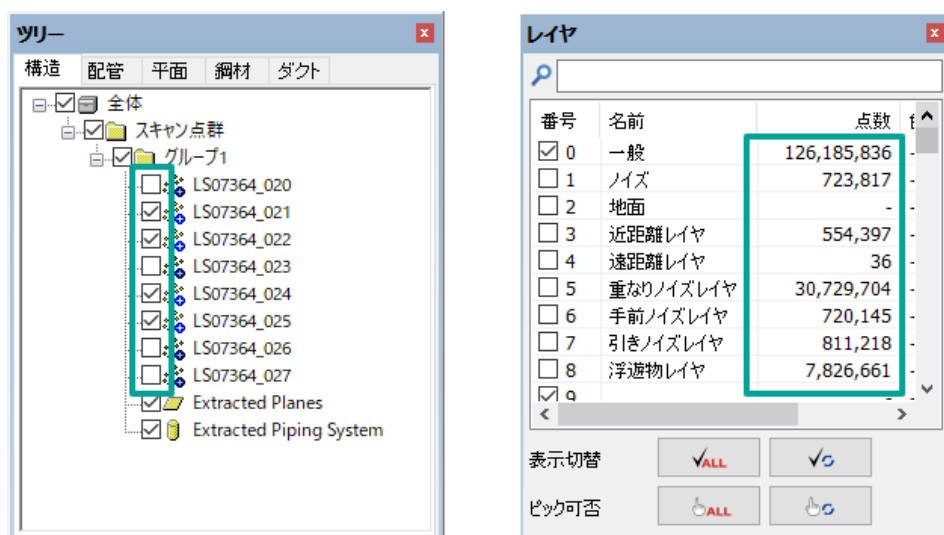 ツリー
構造 配管 平面 鋼材 ダクト
全体
スキャン点群
グループ1
LS07364_020
LS07364_021
LS07364_022
LS07364_023
LS07364_024
LS07364_025
LS07364_026
LS07364_027
Extracted Planes
Extracted Piping System
レイヤ
番号 名前 点数
0 一般 126,185,836 -
1 ノイズ 723,817 -
2 地面 - -
3 近距離レイヤ 554,397 -
4 遠距離レイヤ 36 -
5 重なりノイズレイヤ 30,729,704 -
6 手前ノイズレイヤ 720,145 -
7 引きノイズレイヤ 811,218 -
8 浮遊物レイヤ 7,826,661 -
9 - -
表示切替 ALL
ピック可否 ALL